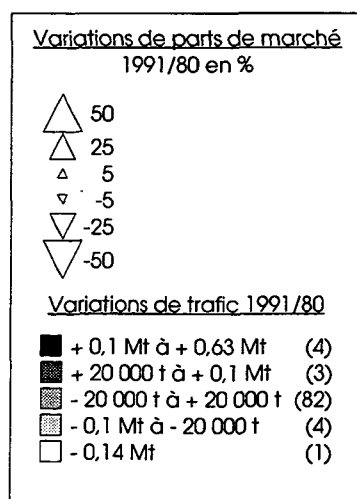 Variations de parts de marché
1991/80 en %
50
25
5
-5
-25
-50
Variations de trafic 1991/80
+ 0,1 Mt à + 0,63 Mt (4)
+ 20 000 t à + 0,1 Mt (3)
- 20 000 t à + 20 000 t (82)
- 0,1 Mt à - 20 000 t (4)
- 0,14 Mt (1)